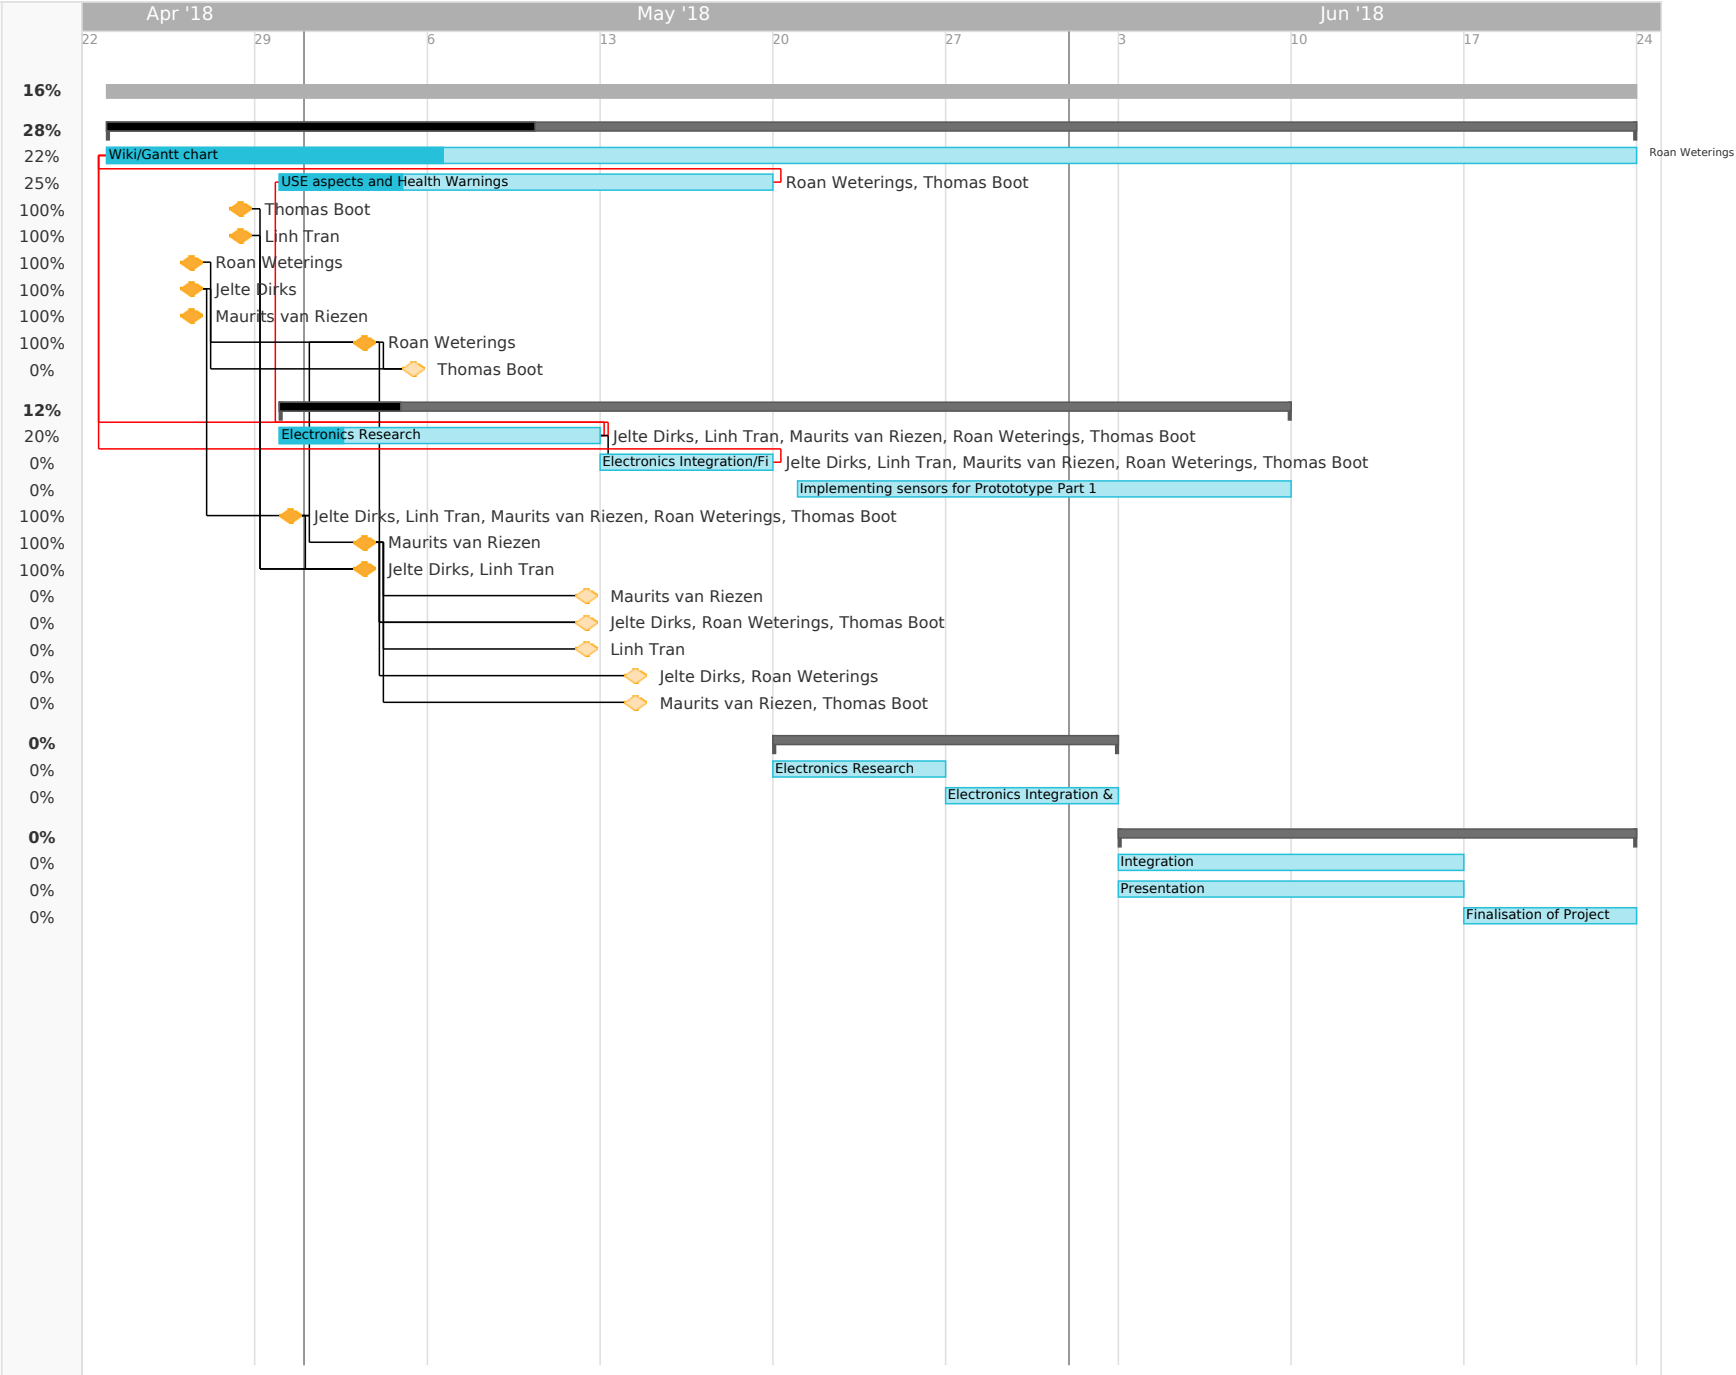 Apr '18 May '18 Jun '18
22 29 6 13 20 27 3 10 17 24
16%
28%
22% Wiki/Gantt chart Roan Weterings
25% USE aspects and Health Warnings Roan Weterings, Thomas Boot
100% Thomas Boot
100% Linh Tran
100% Roan Weterings
100% Jelte Dirks
100% Maurits van Riezen
100% Roan Weterings
0% Thomas Boot
12%
20% Electronics Research Jelte Dirks, Linh Tran, Maurits van Riezen, Roan Weterings, Thomas Boot
0% Electronics Integration/Fi Jelte Dirks, Linh Tran, Maurits van Riezen, Roan Weterings, Thomas Boot
0% Implementing sensors for Protototype Part 1
100% Jelte Dirks, Linh Tran, Maurits van Riezen, Roan Weterings, Thomas Boot
100% Maurits van Riezen
100% Jelte Dirks, Linh Tran
0% Maurits van Riezen
0% Jelte Dirks, Roan Weterings, Thomas Boot
0% Linh Tran
0% Jelte Dirks, Roan Weterings
0% Maurits van Riezen, Thomas Boot
0%
0% Electronics Research
0% Electronics Integration &
0%
0% Integration
0% Presentation
0% Finalisation of Project